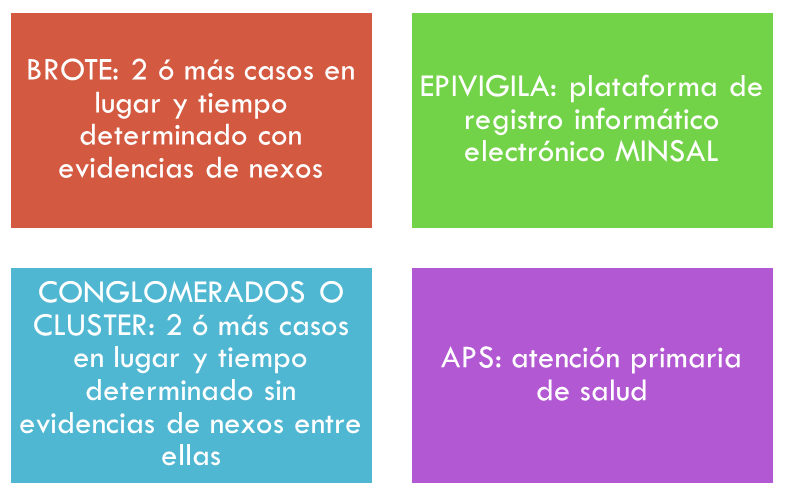 BROTE: 2 ó más casos en
lugar y tiempo
determinado con
evidencias de nexos
EPIVIGILA: plataforma de
registro informático
electrónico MINSAL
CONGLOMERADOS O
CLUSTER: 2 ó más casos
en lugar y tiempo
determinado sin
evidencias de nexos entre
ellas
APS: atención primaria
de salud